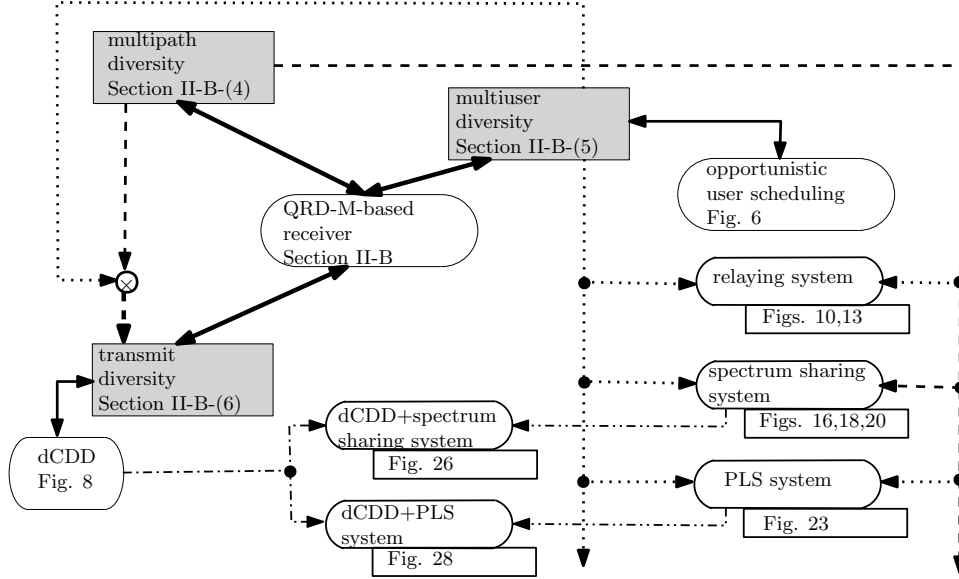 multipath
diversity
Section II-B-(4)
multiuser
diversity
Section II-B-(5)
opportunistic
user scheduling
Fig. 6
QRD-M-based
receiver
Section II-B
relaying system
Figs. 10,13
transmit
diversity
Section II-B-(6)
spectrum sharing
system
Figs. 16,18,20
dCDD+spectrum
sharing system
Fig. 26
dCDD
Fig. 8
PLS system
Fig. 23
dCDD+PLS
system
Fig. 28